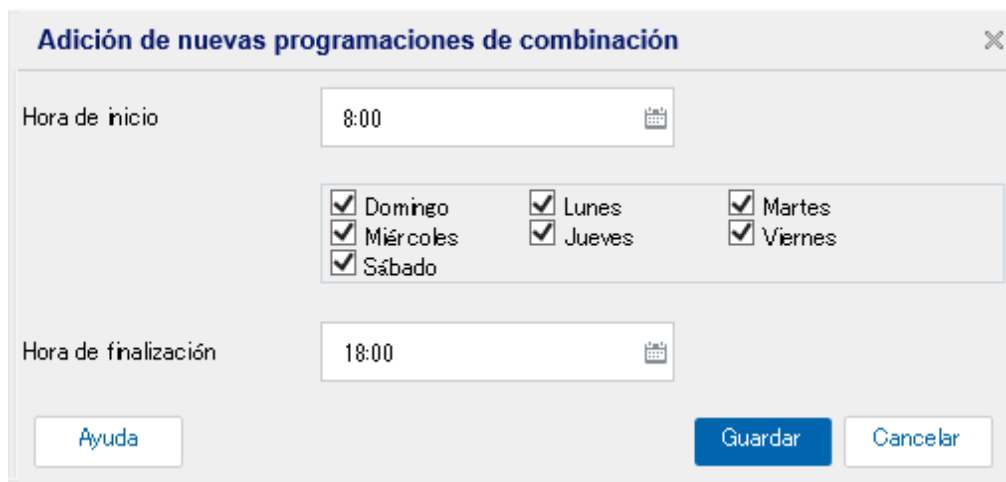 Adición de nuevas programaciones de combinación
Hora de inicio 8:00
Domingo Lunes Martes
Miércoles Jueves Viernes
Sábado
Hora de finalización 18:00
Ayuda Guardar Cancelar